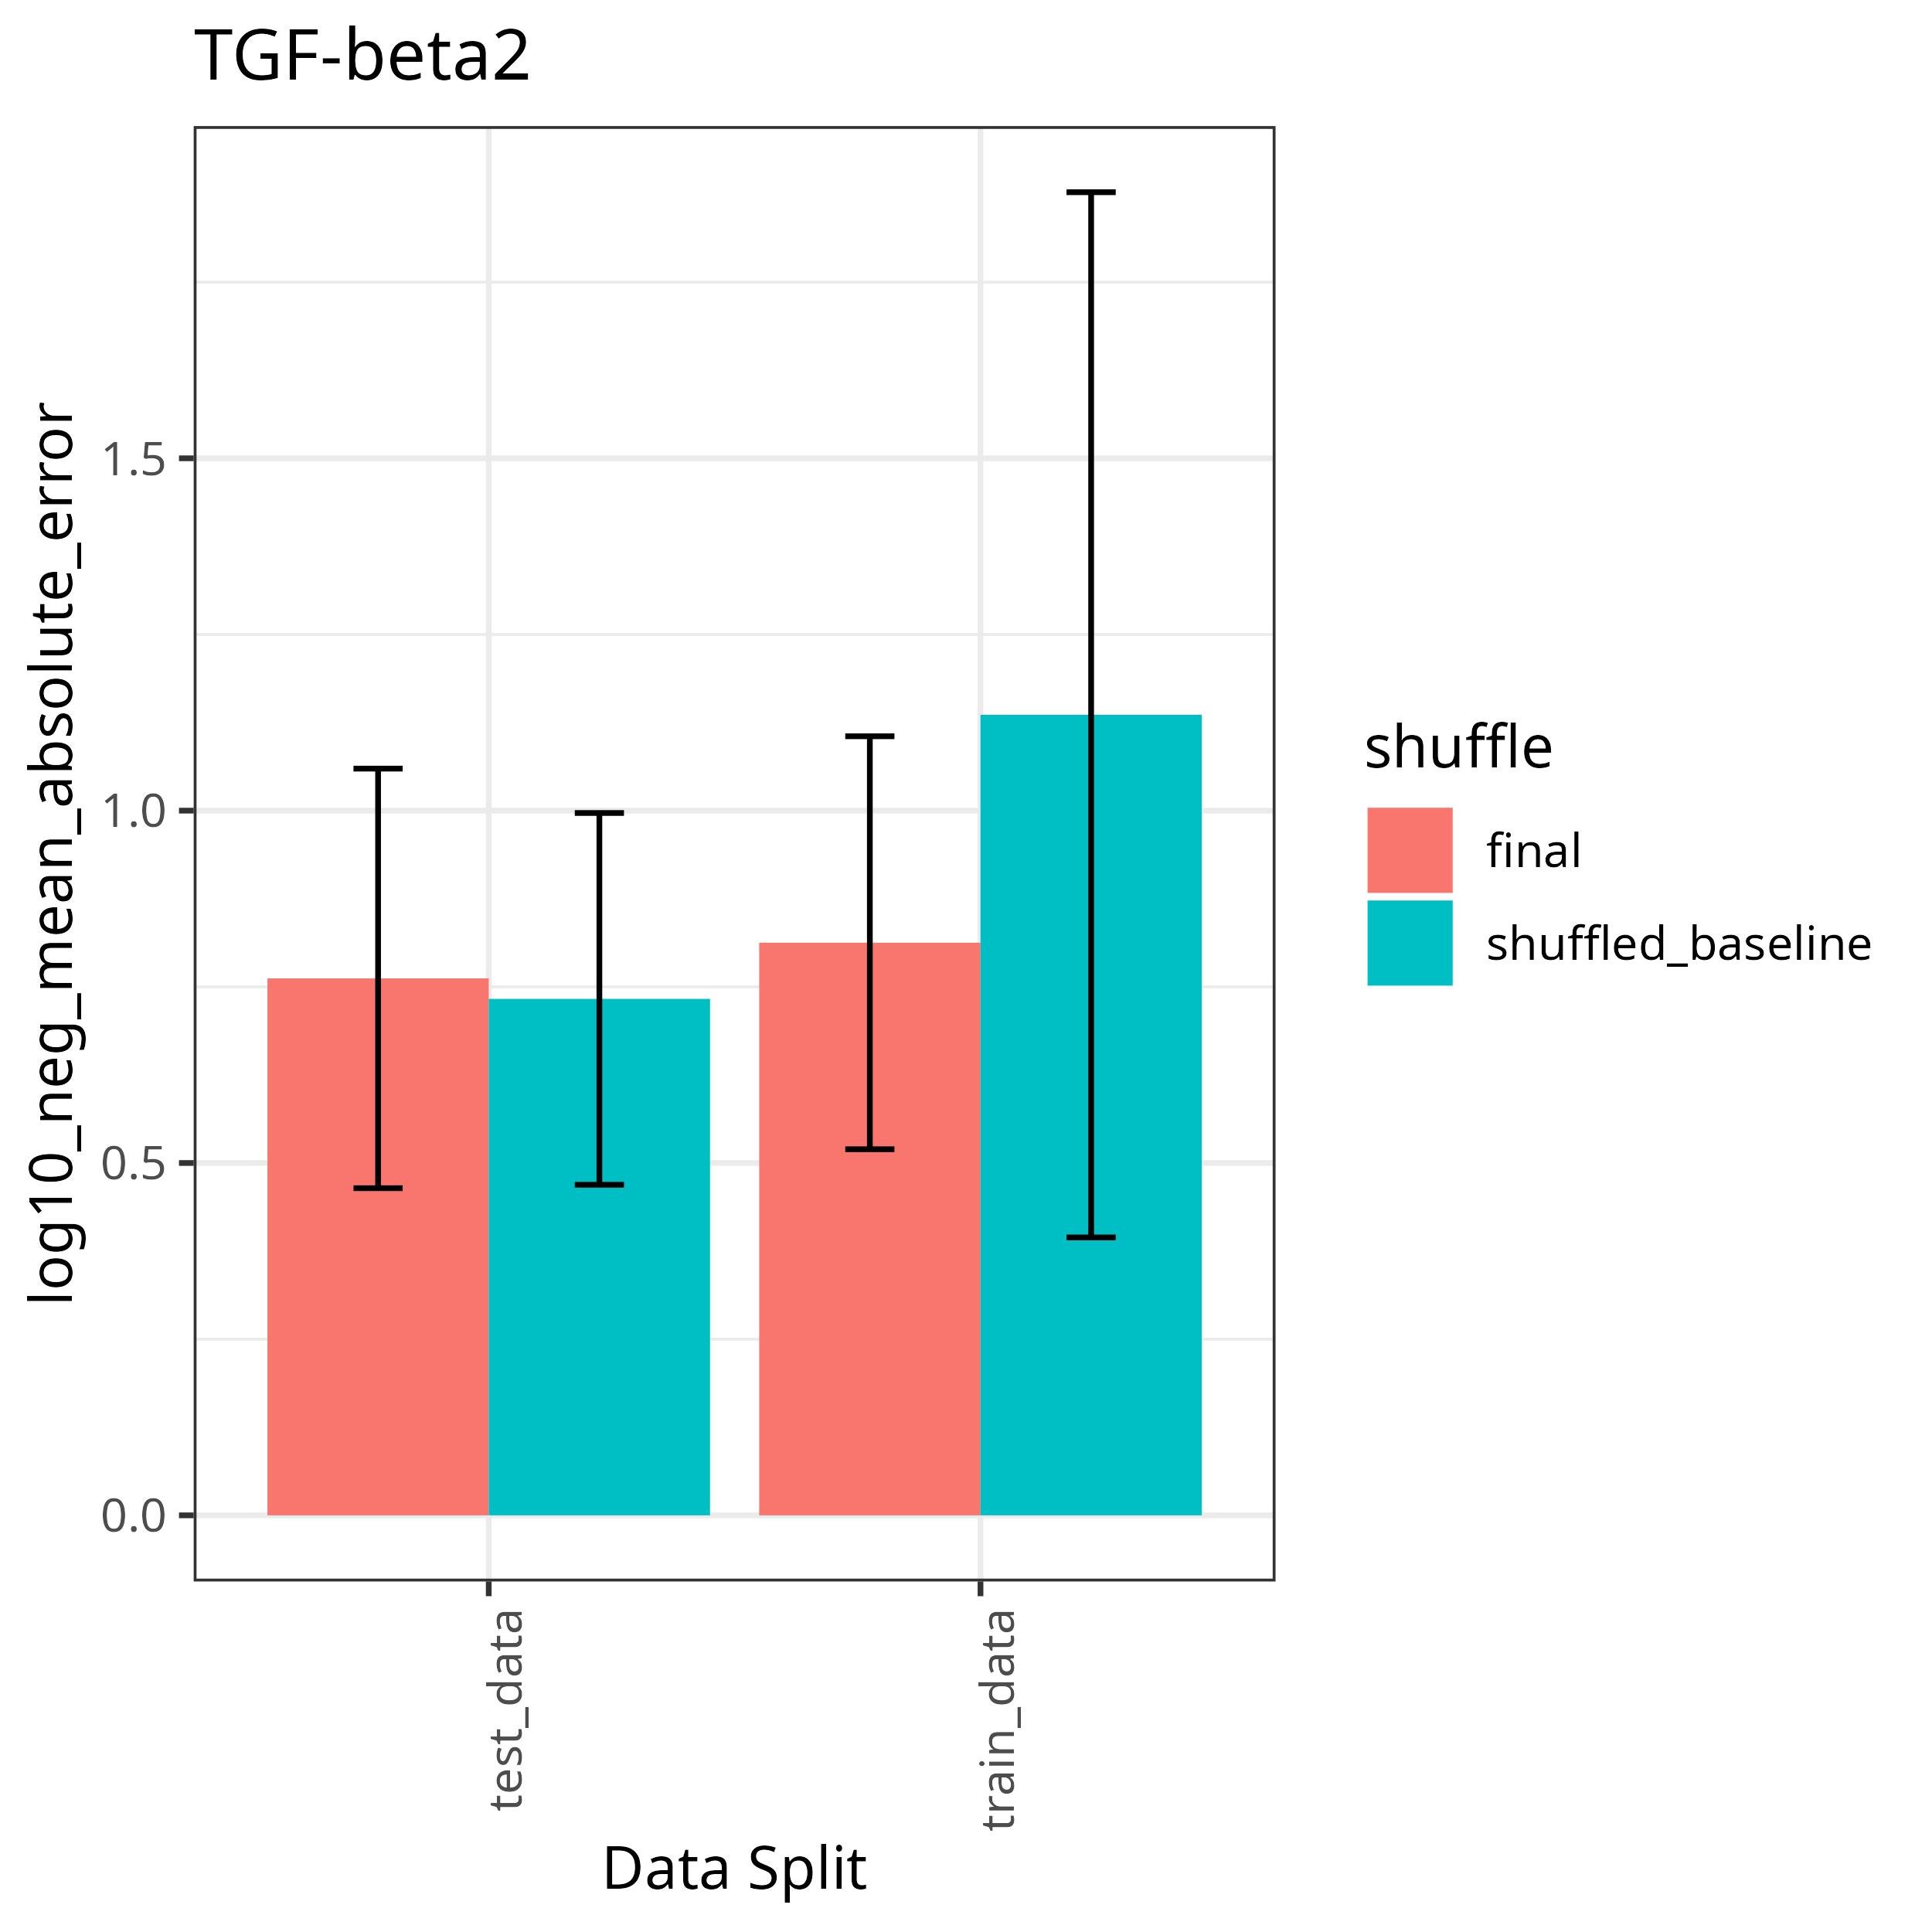 TGF-beta2
log10_neg_mean_absolute_error
1.5
1.0
0.5
0.0
test_data
train_data
Data Split
shuffle
final
shuffled_baseline